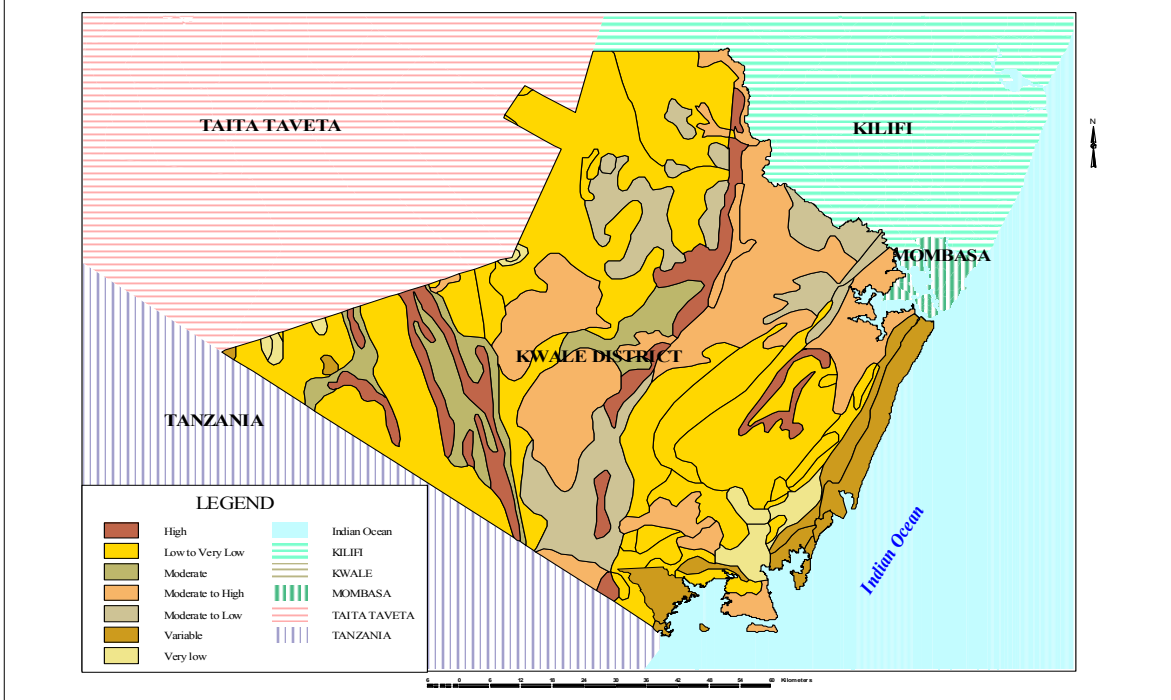 TAITA TAVETA
KILIFI
N
MOMBASA
KWALE DISTRICT
TANZANIA
Indian Ocean
LEGEND
High
Low to Very Low
Moderate
Moderate to High
Moderate to Low
Variable
Very low
Indian Ocean
KILIFI
KWALE
MOMBASA
TAITA TAVETA
TANZANIA
6 0 6 12 18 24 30 36 42 48 54 60 Kilometers